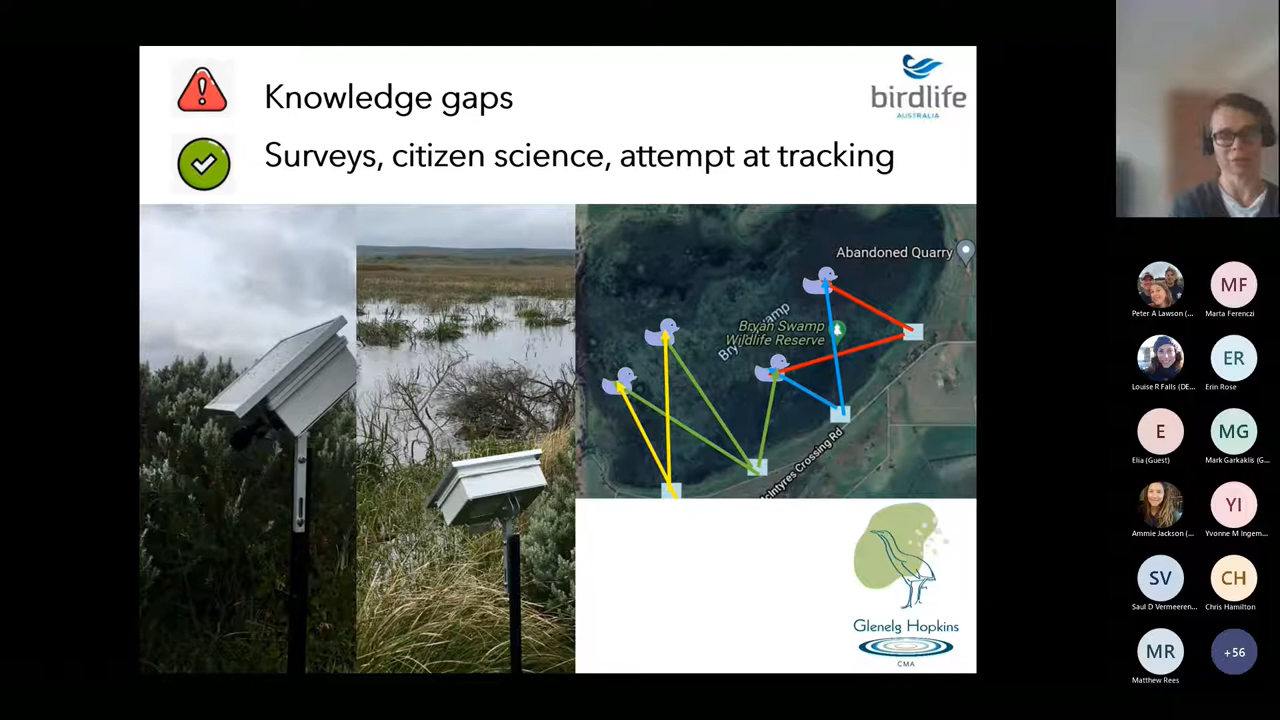 Knowledge gaps
birdlife
AUSTRALIA
Surveys, citizen science, attempt at tracking
Abandoned Quarry
Bryan Swamp
Wildlife Reserve
McIntyres Crossing Rd
Glenelg Hopkins
CMA
Peter A Lawson (...
Marta Ferenczi
MF
Louise R Falls (DE...
Erin Rose
ER
E
Elia (Guest)
MG
Mark Garkaklis (G...
Ammie Jackson (...
YI
Yvonne M Ingem...
SV
Saul D Vermeeren...
CH
Chris Hamilton
MR
Matthew Rees
+56